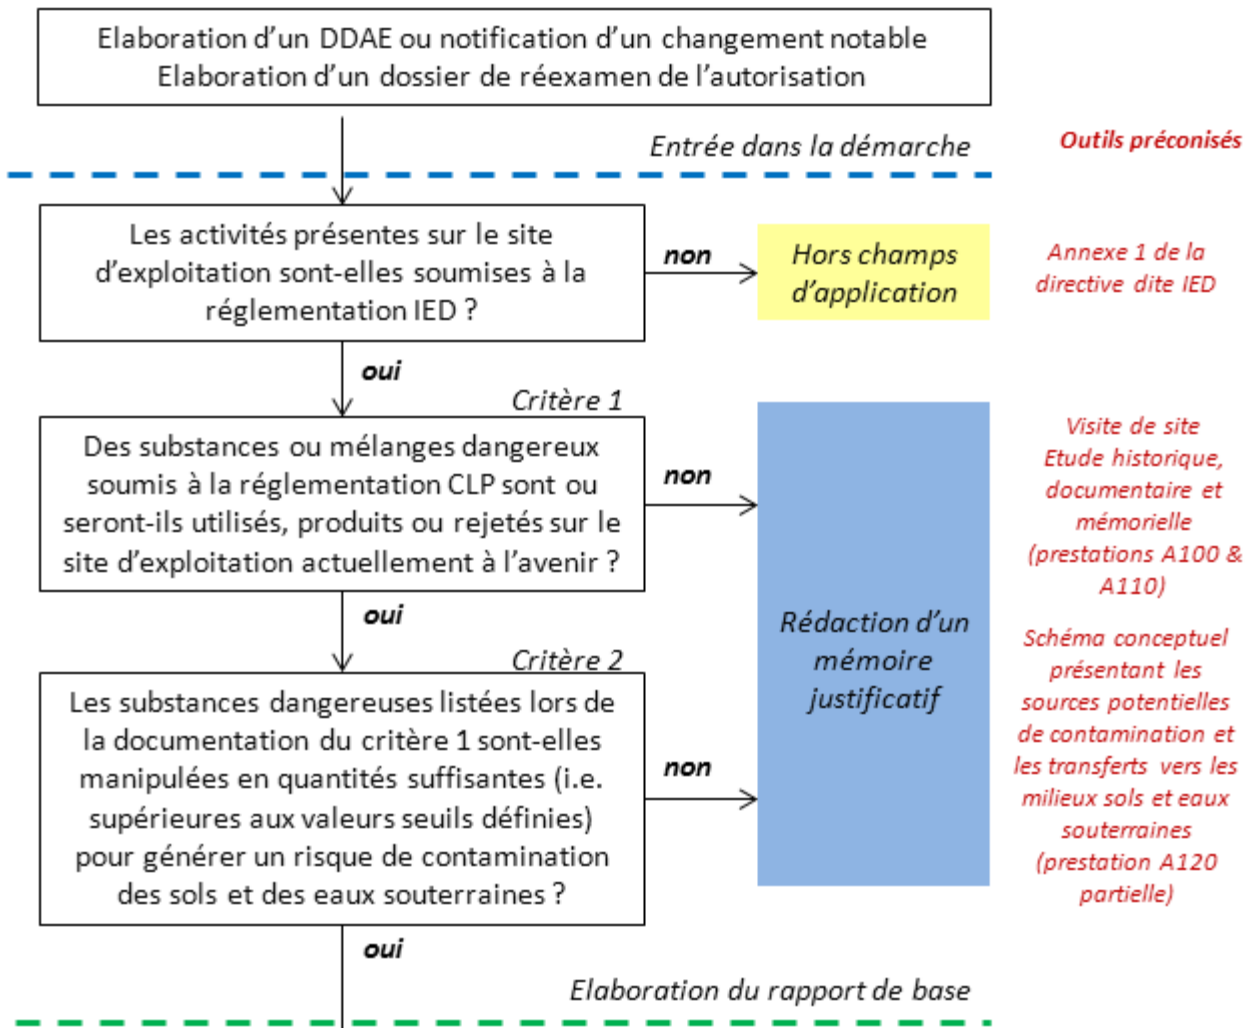 Elaboration d’un DDAE ou notification d’un changement notable
Elaboration d’un dossier de réexamen de l’autorisation
Entrée dans la démarche
Outils préconisés
Les activités présentes sur le site
d’exploitation sont-elles soumises à la
réglementation IED ?
non
Hors champs
d’application
Annexe 1 de la
directive dite IED
oui
Critère 1
Des substances ou mélanges dangereux
soumis à la réglementation CLP sont ou
seront-ils utilisés, produits ou rejetés sur le
site d’exploitation actuellement à l’avenir ?
non
Visite de site
Etude historique,
documentaire et
mémorielle
(prestations A100 &
A110)
oui
Critère 2
Les substances dangereuses listées lors de
la documentation du critère 1 sont-elles
manipulées en quantités suffisantes (i.e.
supérieures aux valeurs seuils définies)
pour générer un risque de contamination
des sols et des eaux souterraines ?
non
Rédaction d’un
mémoire
justificatif
Schéma conceptuel
présentant les
sources potentielles
de contamination et
les transferts vers les
milieux sols et eaux
souterraines
(prestation A120
partielle)
oui
Elaboration du rapport de base